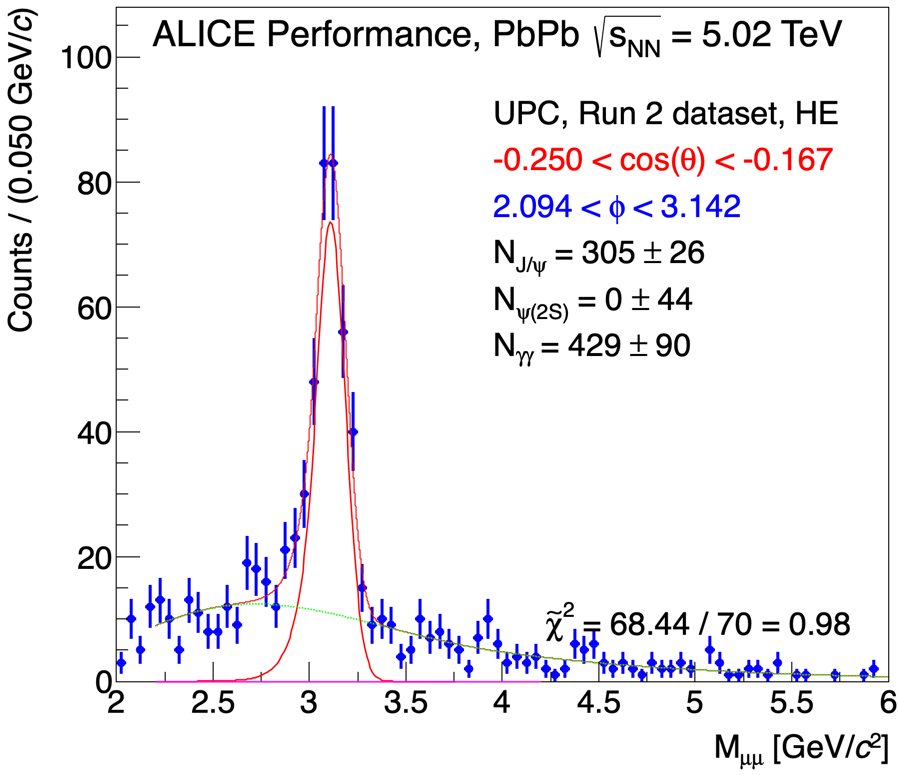 ALICE Performance, PbPb √sNN = 5.02 TeV
UPC, Run 2 dataset, HE
-0.250 < cos(θ) < -0.167
2.094 < ϕ < 3.142
NJ/ψ = 305 ± 26
Nψ(2S) = 0 ± 44
Nγγ = 429 ± 90
χ̃² = 68.44 / 70 = 0.98
Counts / (0.050 GeV/c)
100
80
60
40
20
0
2 2.5 3 3.5 4 4.5 5 5.5 6
Mμμ [GeV/c²]